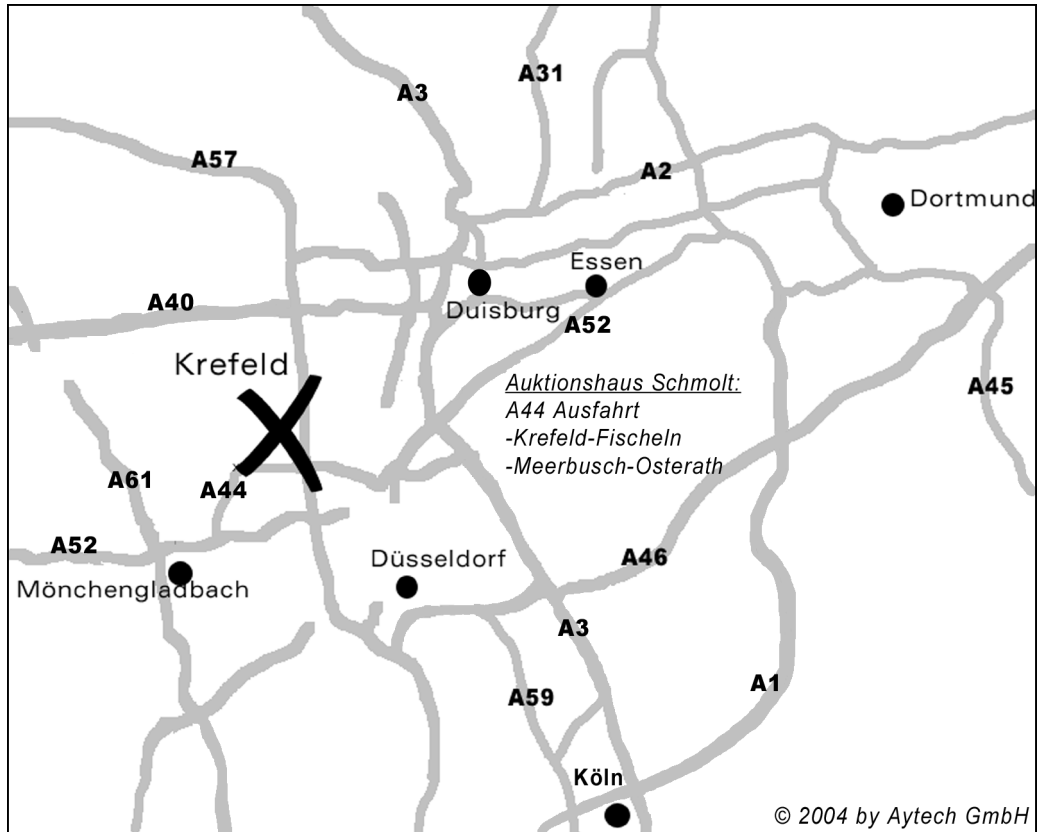 A31
A3
A57
A2
Dortmund
Essen
A40
Duisburg
A52
Krefeld
Auktionshaus Schmolt:
A44 Ausfahrt
-Krefeld-Fischeln
-Meerbusch-Osterath
A45
A61
A44
A52
Düsseldorf
A46
Mönchengladbach
A3
A59
A1
Köln
© 2004 by Aytech GmbH